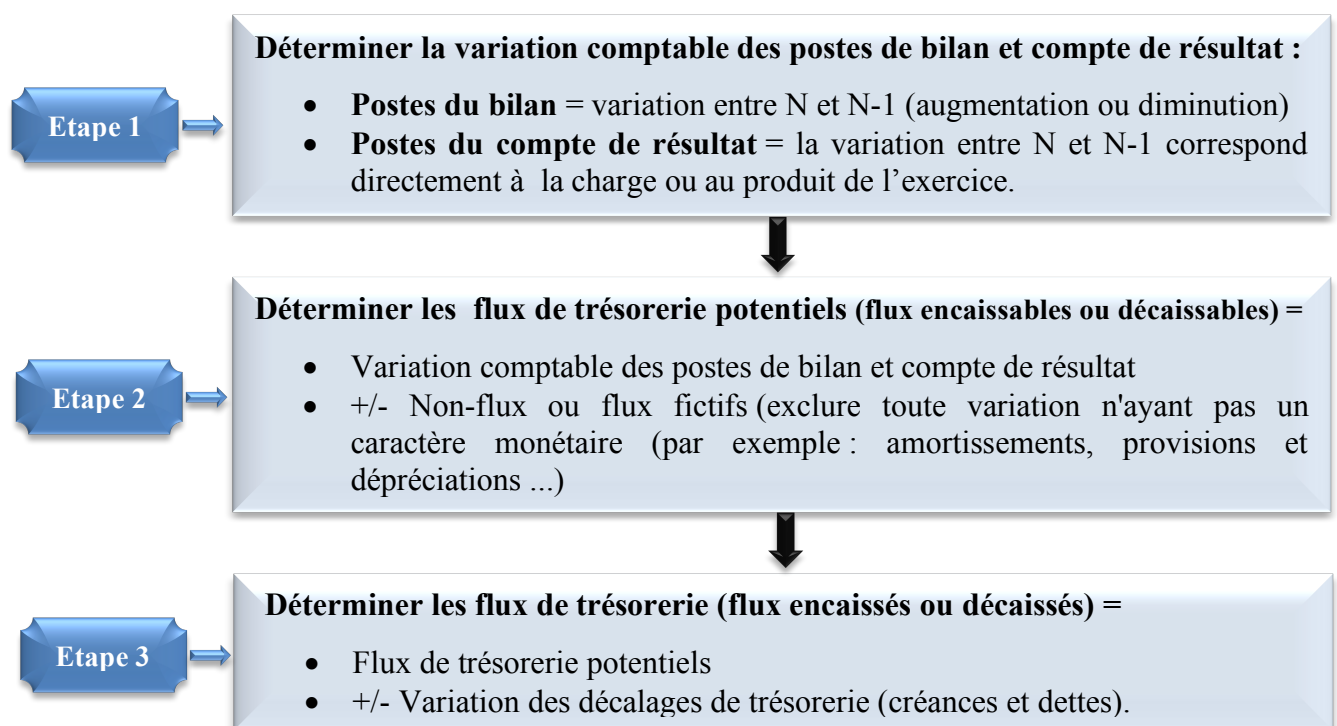 Déterminer la variation comptable des postes de bilan et compte de résultat :
• Postes du bilan = variation entre N et N-1 (augmentation ou diminution)
Etape 1
• Postes du compte de résultat = la variation entre N et N-1 correspond
directement à la charge ou au produit de l’exercice.
Déterminer les flux de trésorerie potentiels (flux encaissables ou décaissables) =
• Variation comptable des postes de bilan et compte de résultat
Etape 2
• +/- Non-flux ou flux fictifs (exclure toute variation n'ayant pas un
caractère monétaire (par exemple : amortissements, provisions et
dépréciations ...)
Déterminer les flux de trésorerie (flux encaissés ou décaissés) =
Etape 3
• Flux de trésorerie potentiels
• +/- Variation des décalages de trésorerie (créances et dettes).